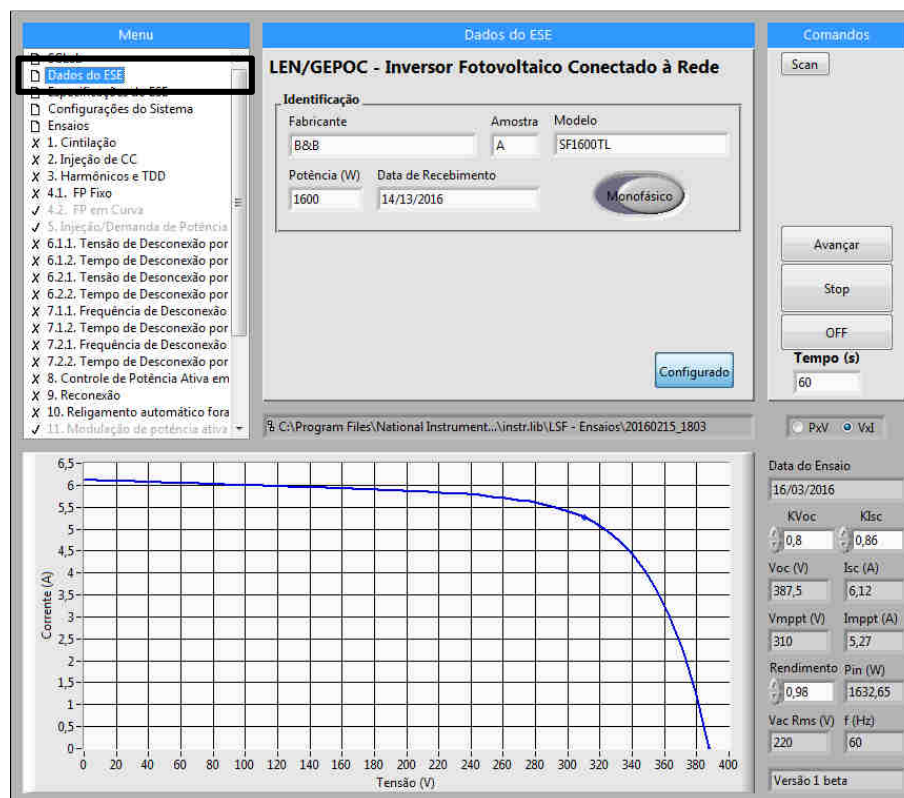 Menu
Dados do ESE
Configurações do Sistema
Ensaios
X 1. Cintilação
X 2. Injeção de CC
X 3. Harmônicos e TDD
X 4.1. FP Fixo
✓ 4.2. FP em Curva
✓ 5. Injeção/Demanda de Potência
X 6.1.1. Tensão de Desconexão por
X 6.1.2. Tempo de Desconexão por
X 6.2.1. Tensão de Desoncexão por
X 6.2.2. Tempo de Desconexão por
X 7.1.1. Frequência de Desconexão
X 7.1.2. Tempo de Desconexão por
X 7.2.1. Frequência de Desconexão
X 7.2.2. Tempo de Desconexão por
X 8. Controle de Potência Ativa em
X 9. Reconexão
X 10. Religamento automático fora
✓ 11. Modulação de potência ativa
Dados do ESE
LEN/GEPOC - Inversor Fotovoltaico Conectado à Rede
Identificação
Fabricante Amostra Modelo
B&B A SF1600TL
Potência (W) Data de Recebimento
1600 14/13/2016 Monofásico
Configurado
C:\Program Files\National Instrument...\instr.lib\LSF - Ensaios\20160215_1803
Comandos
Scan
Avançar
Stop
OFF
Tempo (s)
60
PxV VxI
Corrente (A)
6,5
6
5,5
5
4,5
4
3,5
3
2,5
2
1,5
1
0,5
0
0 20 40 60 80 100 120 140 160 180 200 220 240 260 280 300 320 340 360 380 400
Tensão (V)
Data do Ensaio
16/03/2016
KVoc KIsc
0,8 0,86
Voc (V) Isc (A)
387,5 6,12
Vmppt (V) Imppt (A)
310 5,27
Rendimento Pin (W)
0,98 1632,65
Vac Rms (V) f (Hz)
220 60
Versão 1 beta